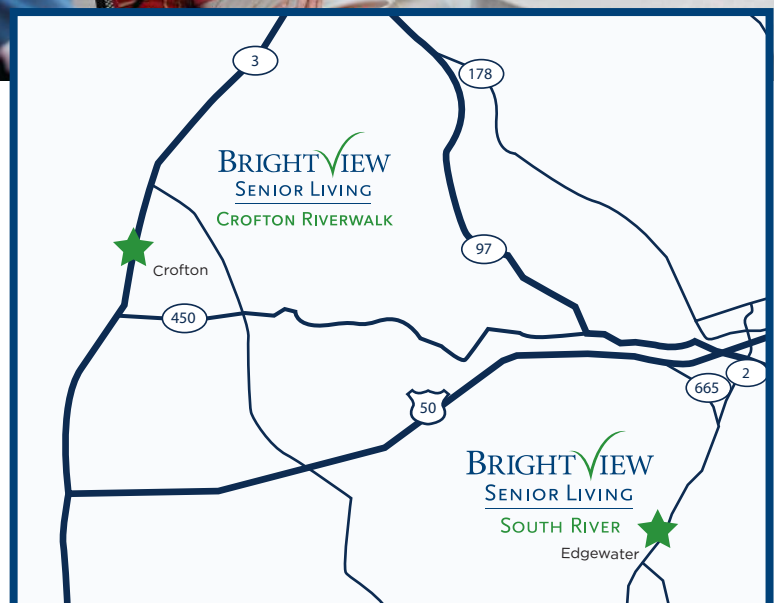 3
178
BRIGHTVIEW
SENIOR LIVING
CROFTON RIVERWALK
97
Crofton
450
50
2
665
BRIGHTVIEW
SENIOR LIVING
SOUTH RIVER
Edgewater